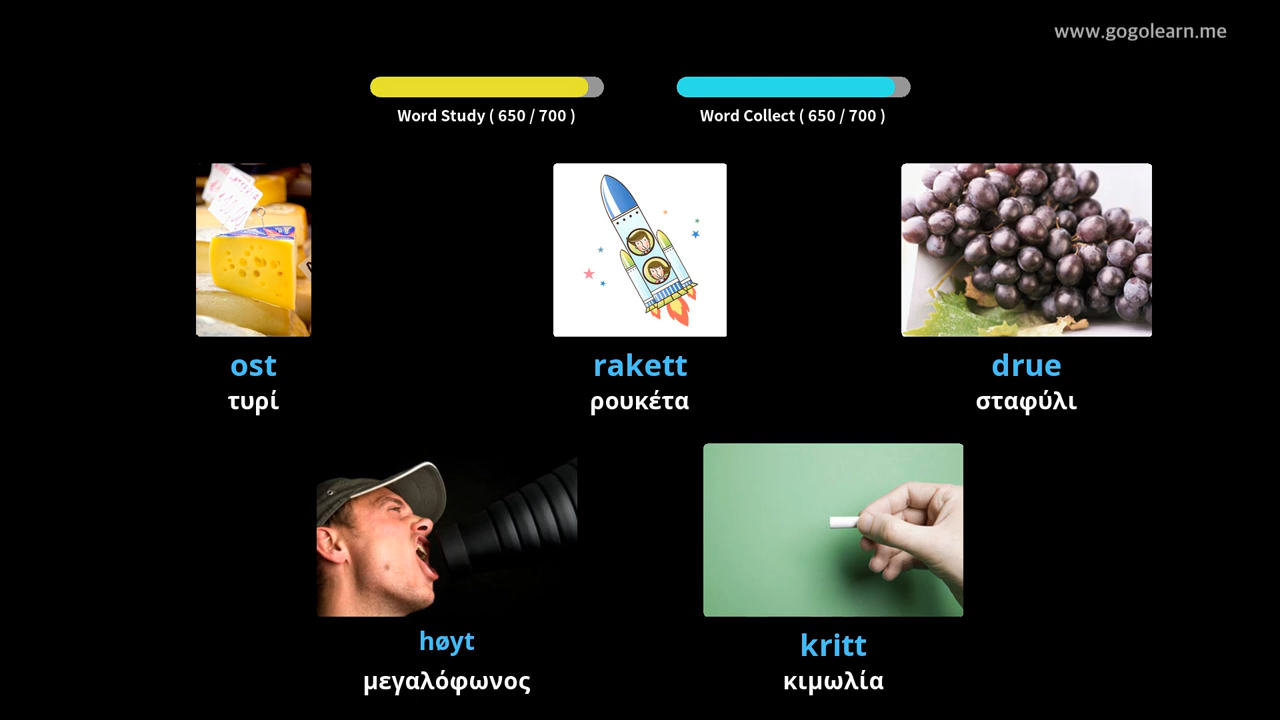 www.gogolearn.me
Word Study ( 650 / 700 )
Word Collect ( 650 / 700 )
ost
τυρί
rakett
ρουκέτα
drue
σταφύλι
høyt
μεγαλόφωνος
kritt
κιμωλία